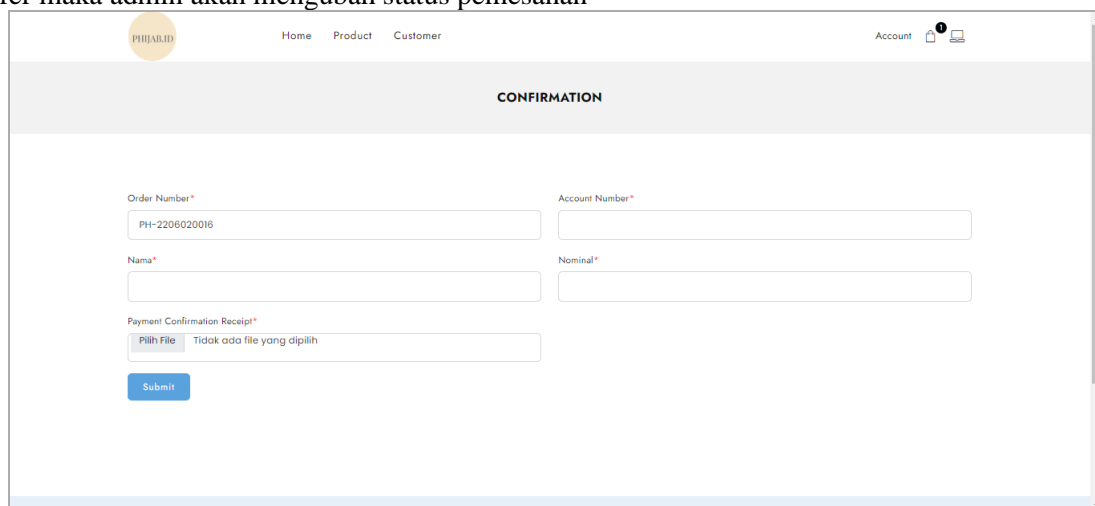 maka admin akan mengubah status pemesanan
PHIJAB.ID Home Product Customer Account 1
CONFIRMATION
Order Number* Account Number*
PH-2206020016
Nama* Nominal*
Payment Confirmation Receipt*
Pilih File Tidak ada file yang dipilih
Submit